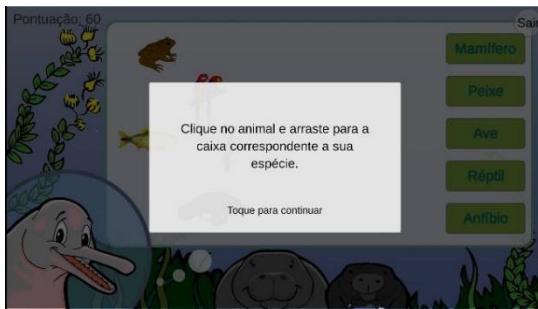 Pontuação: 60
Sair
Mamífero
Peixe
Clique no animal e arraste para a
caixa correspondente a sua
espécie.
Ave
Réptil
Toque para continuar
Anfíbio